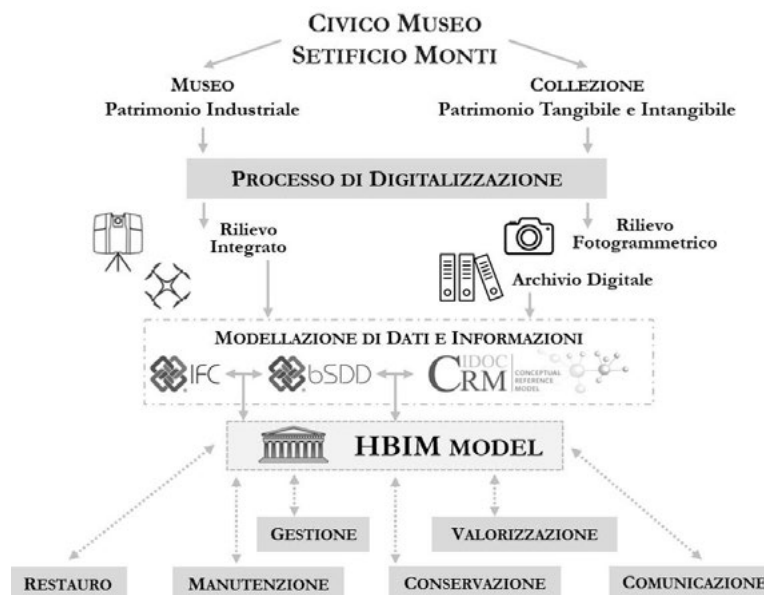 CIVICO MUSEO
SETIFICIO MONTI
MUSEO
Patrimonio Industriale
COLLEZIONE
Patrimonio Tangibile e Intangibile
PROCESSO DI DIGITALIZZAZIONE
Rilievo
Integrato
Rilievo
Fotogrammetrico
Archivio Digitale
MODELLAZIONE DI DATI E INFORMAZIONI
IFC
bSDD
CIDOC
CRM
CONCEPTUAL
REFERENCE
MODEL
HBIM MODEL
GESTIONE
VALORIZZAZIONE
RESTAURO
MANUTENZIONE
CONSERVAZIONE
COMUNICAZIONE